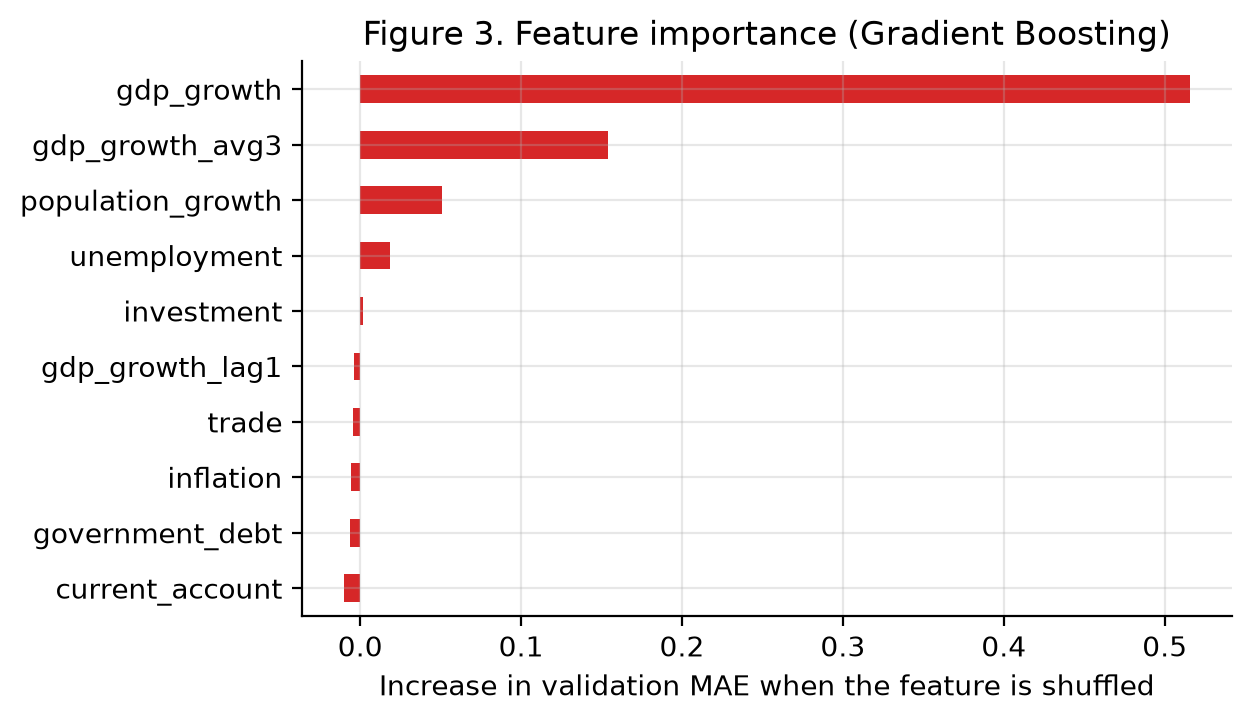 Figure 3. Feature importance (Gradient Boosting)
gdp_growth
gdp_growth_avg3
population_growth
unemployment
investment
gdp_growth_lag1
trade
inflation
government_debt
current_account
0.0 0.1 0.2 0.3 0.4 0.5
Increase in validation MAE when the feature is shuffled